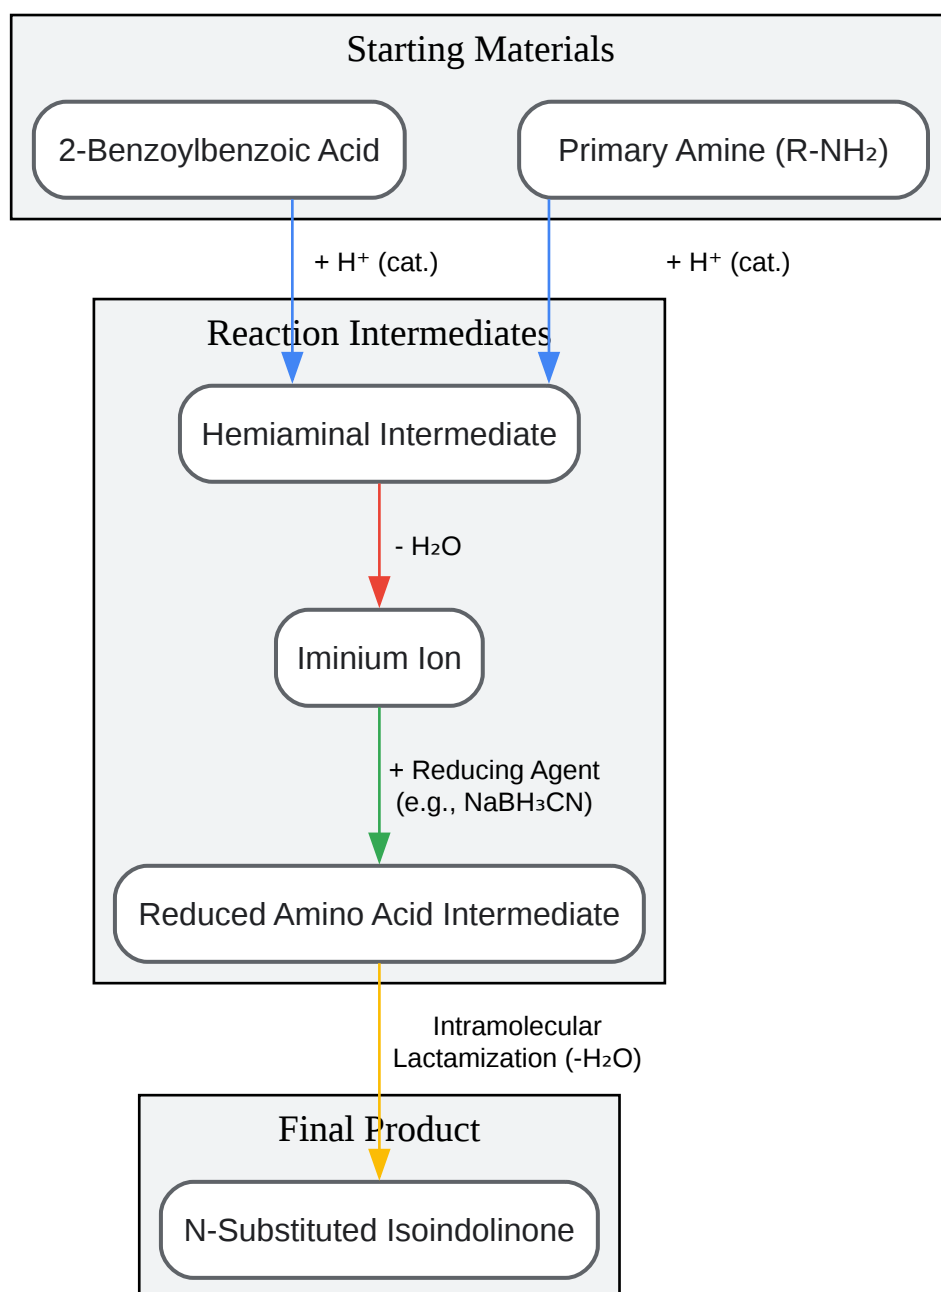 Starting Materials
2-Benzoylbenzoic Acid
Primary Amine (R-NH₂)
+ H⁺ (cat.)
+ H⁺ (cat.)
Reaction Intermediates
Hemiaminal Intermediate
- H₂O
Iminium Ion
+ Reducing Agent
(e.g., NaBH₃CN)
Reduced Amino Acid Intermediate
Intramolecular
Lactamization (-H₂O)
Final Product
N-Substituted Isoindolinone